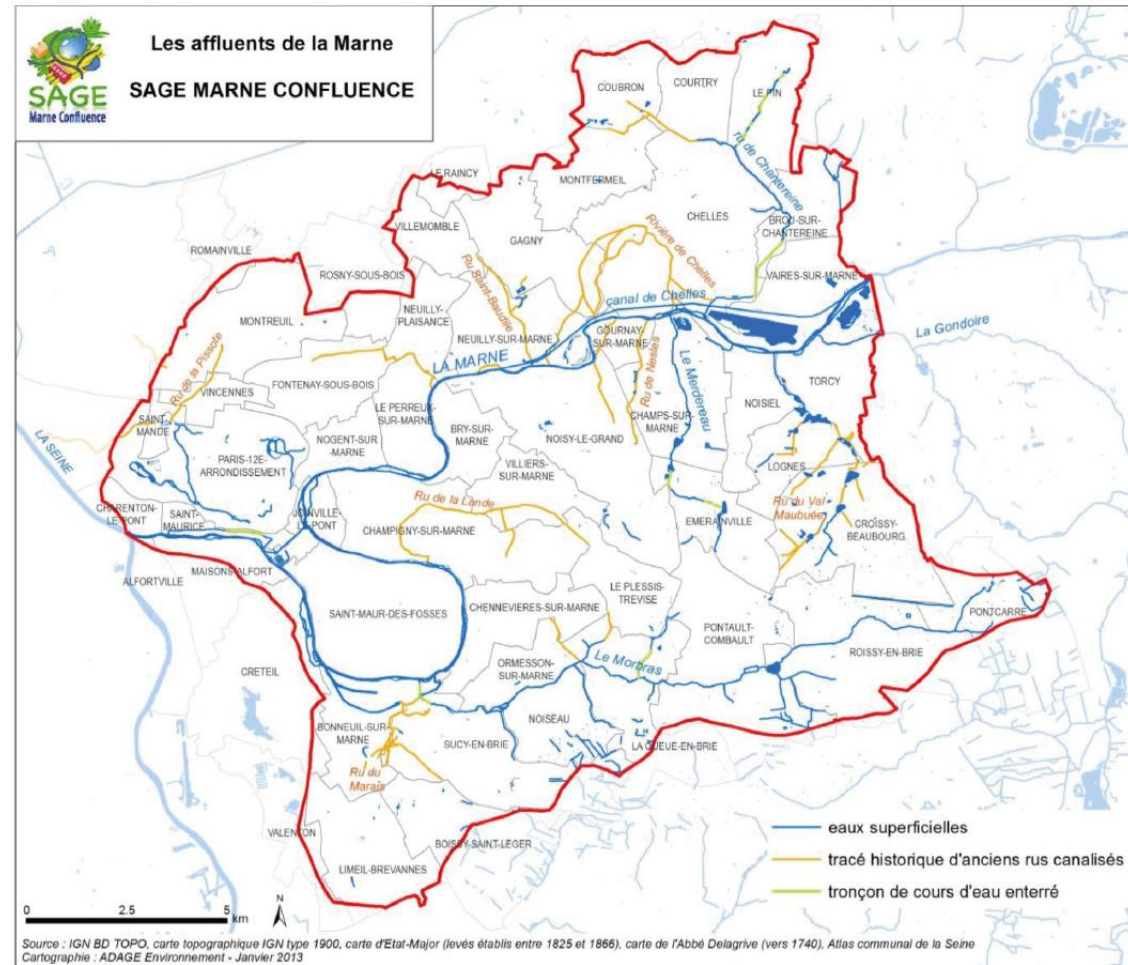 Les affluents de la Marne
SAGE MARNE CONFLUENCE
SAGE
Marne Confluence
COUBRON
COURTRY
LE PIN
ru de Chantereine
LE RAINCY
MONTFERMEIL
CHELLES
BROU-SUR-
CHANTEREINE
VILLEMOMBLE
GAGNY
Rivière de Chelles
ROMAINVILLE
ROSNY-SOUS-BOIS
Ru Saint-Baudile
VAIRES-SUR-MARNE
canal de Chelles
MONTREUIL
NEUILLY-
PLAISANCE
NEUILLY-SUR-MARNE
GOURNAY-
SUR-MARNE
La Gondoire
LA MARNE
Ru de la Pissote
VINCENNES
FONTENAY-SOUS-BOIS
Ru de Nesles
Le Merdereau
TORCY
NOISIEL
SAINT-
MANDE
LE PERREUX-
SUR-MARNE
BRY-SUR-
MARNE
NOISY-LE-GRAND
CHAMPS-SUR-
MARNE
LA SEINE
PARIS-12E-
ARRONDISSEMENT
NOGENT-SUR
MARNE
VILLIERS-
SUR-MARNE
LOGNES
CHARENTON-
LE-PONT
SAINT-
MAURICE
JOINVILLE-
LE-PONT
Ru de la Lande
CHAMPIGNY-SUR-MARNE
EMERAINVILLE
Ru du Val
Maubuée
CROISSY-
BEAUBOURG
ALFORTVILLE
MAISONS-ALFORT
SAINT-MAUR-DES-FOSSES
CHENNEVIERES-SUR-MARNE
LE PLESSIS-
TREVISE
PONTAULT-
COMBAULT
PONTCARRE
ROISSY-EN-BRIE
CRETEIL
ORMESSON-
SUR-MARNE
Le Morbras
BONNEUIL-SUR-
MARNE
SUCY-EN-BRIE
NOISEAU
LA QUEUE-EN-BRIE
Ru du
Marais
VALENTON
BOISSY-SAINT-LEGER
LIMEIL-BREVANNES
eaux superficielles
tracé historique d'anciens rus canalisés
tronçon de cours d'eau enterré
0 2.5 5
km
N
Source : IGN BD TOPO, carte topographique IGN type 1900, carte d'Etat-Major (levés établis entre 1825 et 1866), carte de l'Abbé Delagrive (vers 1740), Atlas communal de la Seine
Cartographie : ADAGE Environnement - Janvier 2013